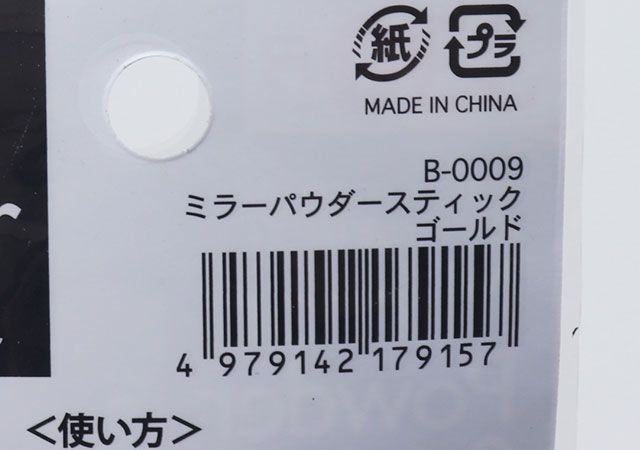 紙 プラ
MADE IN CHINA
B-0009
ミラーパウダースティック
ゴールド
4 979142 179157
<使い方>